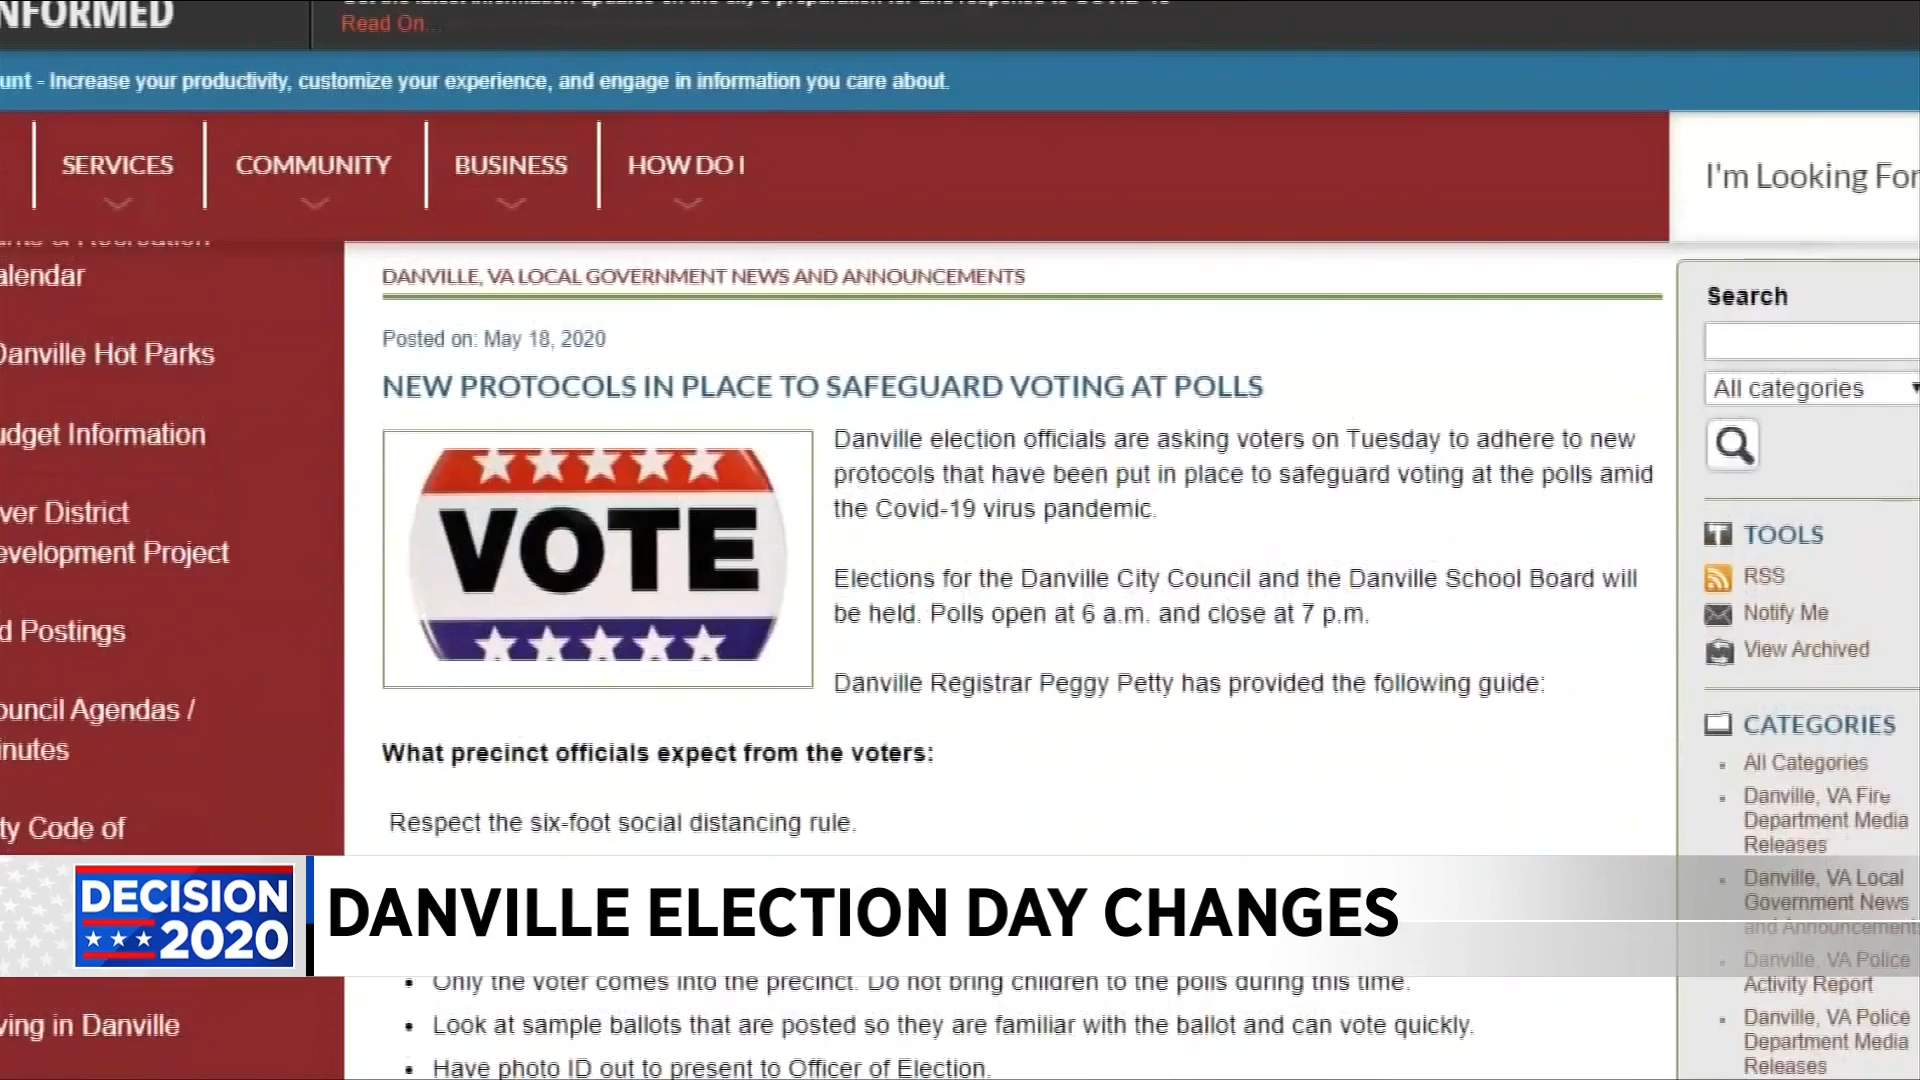 NFORMED
Read On...
unt - Increase your productivity, customize your experience, and engage in information you care about.
SERVICES
COMMUNITY
BUSINESS
HOW DO I
I'm Looking For
alendar
Danville Hot Parks
udget Information
ver District
evelopment Project
d Postings
ouncil Agendas /
inutes
ty Code of
ving in Danville
DANVILLE, VA LOCAL GOVERNMENT NEWS AND ANNOUNCEMENTS
Posted on: May 18, 2020
NEW PROTOCOLS IN PLACE TO SAFEGUARD VOTING AT POLLS
VOTE
Danville election officials are asking voters on Tuesday to adhere to new
protocols that have been put in place to safeguard voting at the polls amid
the Covid-19 virus pandemic.
Elections for the Danville City Council and the Danville School Board will
be held. Polls open at 6 a.m. and close at 7 p.m.
Danville Registrar Peggy Petty has provided the following guide:
What precinct officials expect from the voters:
Respect the six-foot social distancing rule.
DECISION
2020
DANVILLE ELECTION DAY CHANGES
Only the voter comes into the precinct. Do not bring children to the polls during this time.
Look at sample ballots that are posted so they are familiar with the ballot and can vote quickly.
Have photo ID out to present to Officer of Election.
Search
All categories
TOOLS
RSS
Notify Me
View Archived
CATEGORIES
All Categories
Danville, VA Fire
Department Media
Releases
Danville, VA Local
Government News
and Announcements
Danville, VA Police
Activity Report
Danville, VA Police
Department Media
Releases